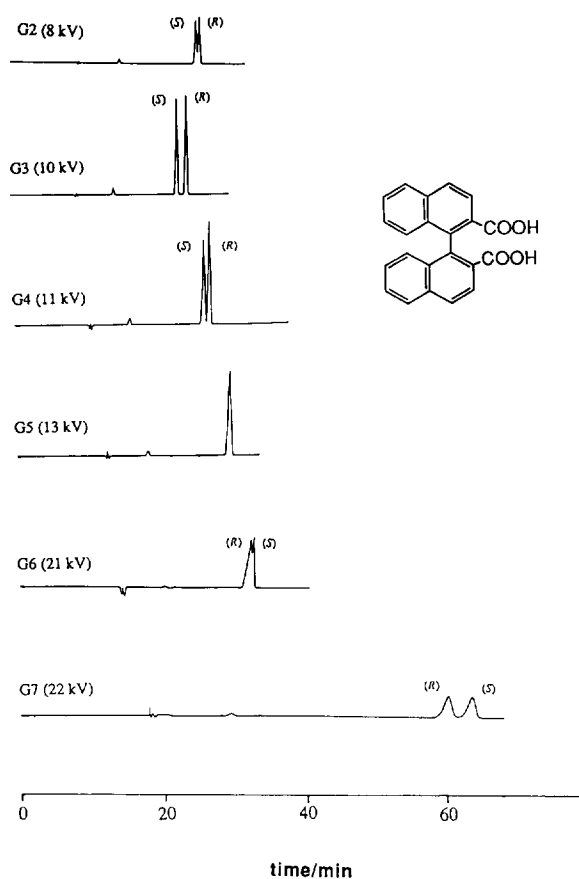 G2 (8 kV)
(S) (R)
G3 (10 kV)
(S) (R)
COOH
COOH
G4 (11 kV)
(S) (R)
G5 (13 kV)
G6 (21 kV)
(R) (S)
G7 (22 kV)
(R) (S)
0 20 40 60
time/min